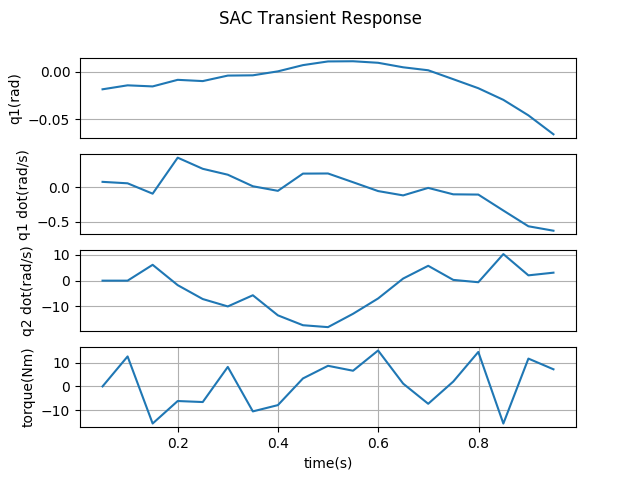 SAC Transient Response
q1(rad)
0.00
−0.05
q1 dot(rad/s)
0.0
−0.5
q2 dot(rad/s)
10
0
−10
torque(Nm)
10
0
−10
0.2 0.4 0.6 0.8
time(s)